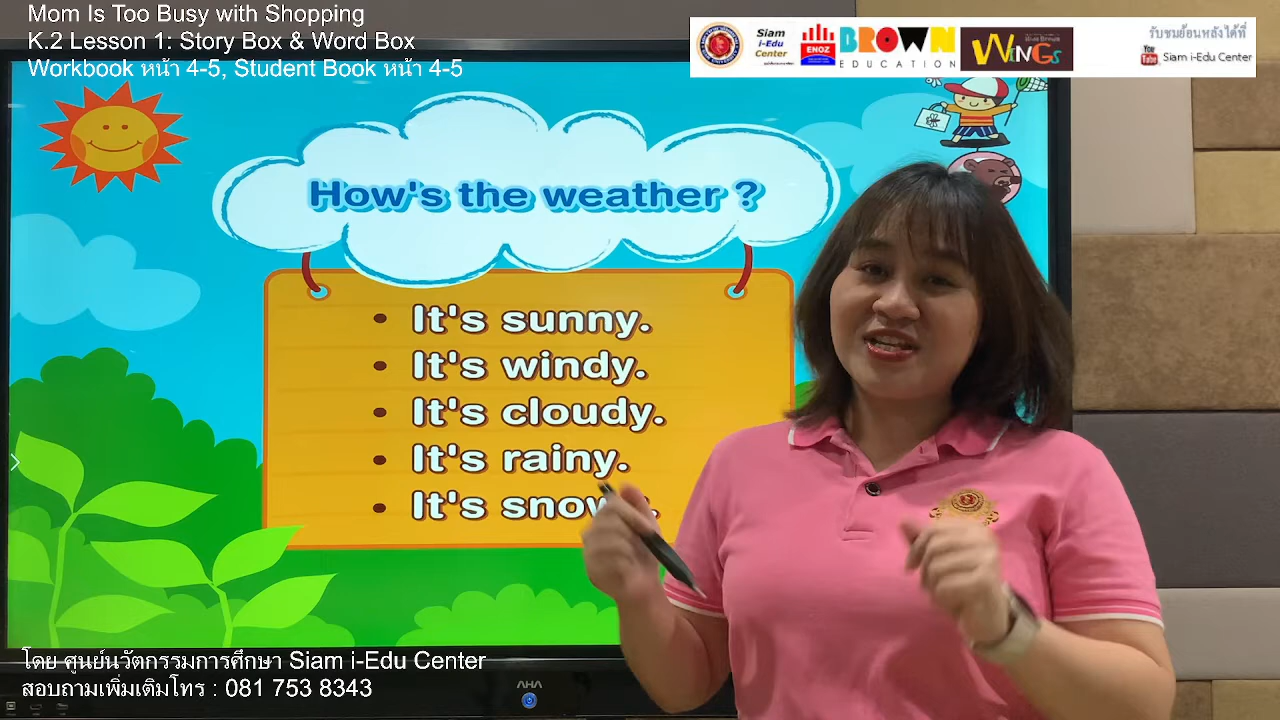 Mom Is Too Busy with Shopping
K.2 Lesson 1: Story Box & Word Box
Workbook หน้า 4-5, Student Book หน้า 4-5
Siam
i-Edu
Center
ENOZ
BROWN
EDUCATION
WINGS
รับชมย้อนหลังได้ที่
You Tube Siam i-Edu Center
How's the weather ?
• It's sunny.
• It's windy.
• It's cloudy.
• It's rainy.
• It's
โดย ศูนย์นวัตกรรมการศึกษา Siam i-Edu Center
สอบถามเพิ่มเติมโทร : 081 753 8343
AHA